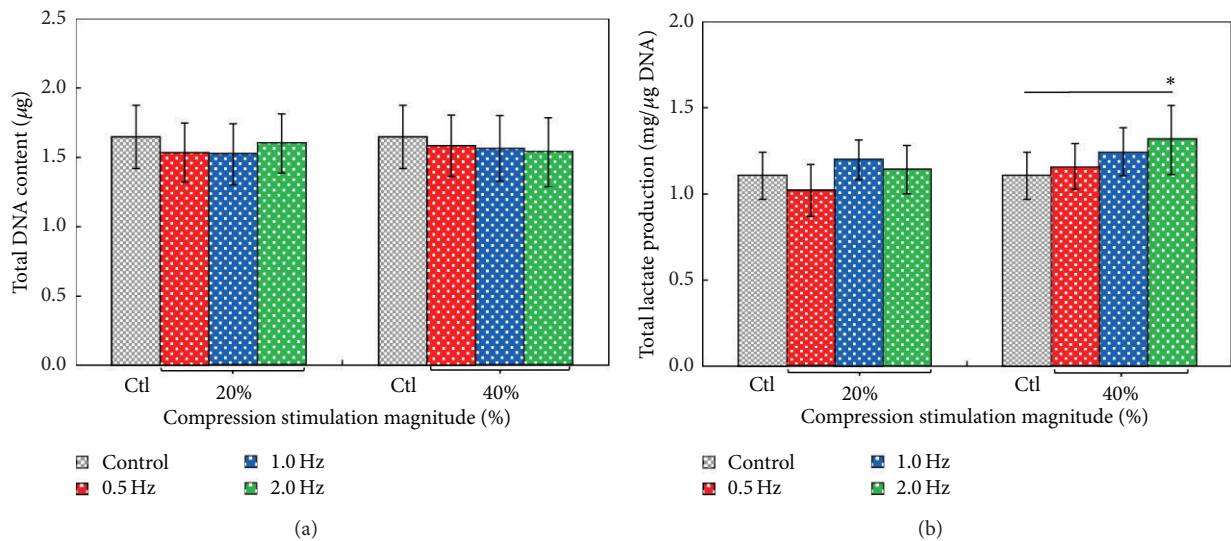 Total DNA content (μg)
2.5
2.0
1.5
1.0
0.5
0.0
Ctl
20%
Ctl
40%
Compression stimulation magnitude (%)
Control
1.0 Hz
0.5 Hz
2.0 Hz
(a)
Total lactate production (mg/μg DNA)
2.0
1.5
1.0
0.5
0.0
*
Ctl
20%
Ctl
40%
Compression stimulation magnitude (%)
Control
1.0 Hz
0.5 Hz
2.0 Hz
(b)